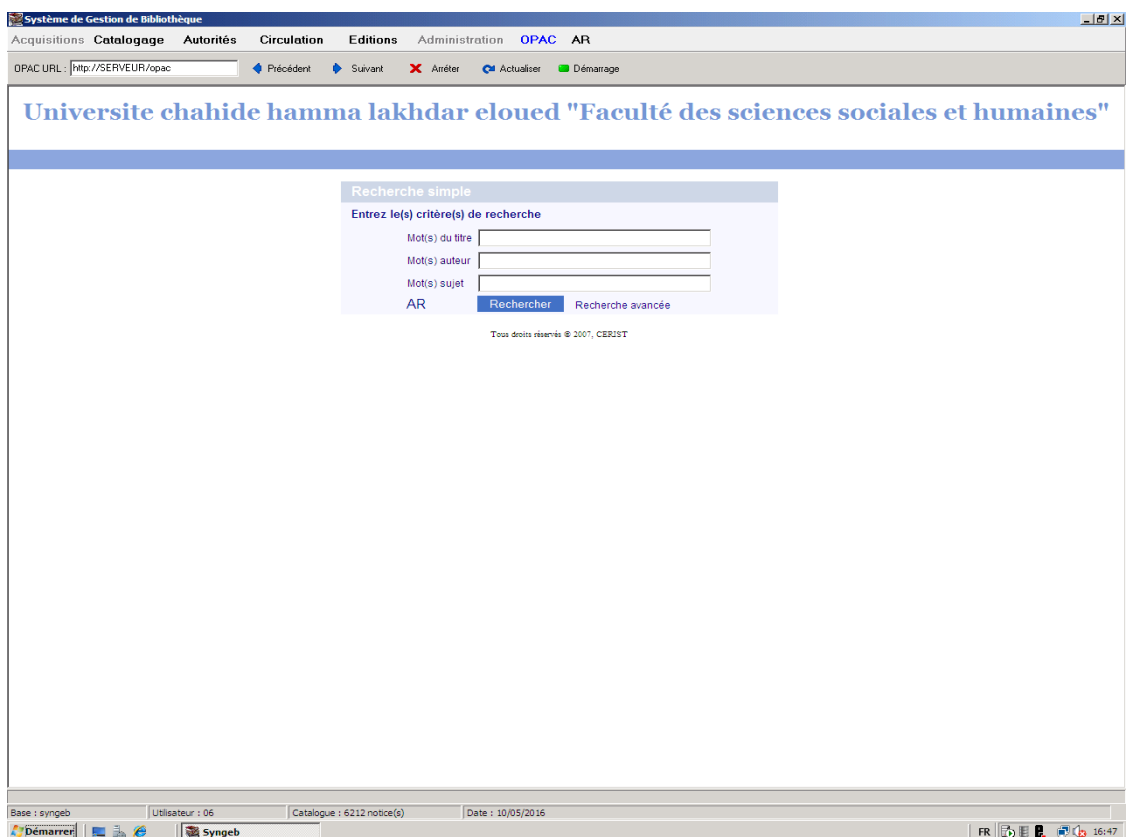 Système de Gestion de Bibliothèque
Acquisitions Catalogage Autorités Circulation Editions Administration OPAC AR
OPAC URL : http://SERVEUR/opac Précédent Suivant Arrêter Actualiser Démarrage
Universite chahide hamma lakhdar eloued "Faculté des sciences sociales et humaines"
Recherche simple
Entrez le(s) critère(s) de recherche
Mot(s) du titre
Mot(s) auteur
Mot(s) sujet
AR Rechercher Recherche avancée
Tous droits réservés © 2007, CERIST
Base : syngeb Utilisateur : 06 Catalogue : 6212 notice(s) Date : 10/05/2016
Démarrer Syngeb FR 16:47